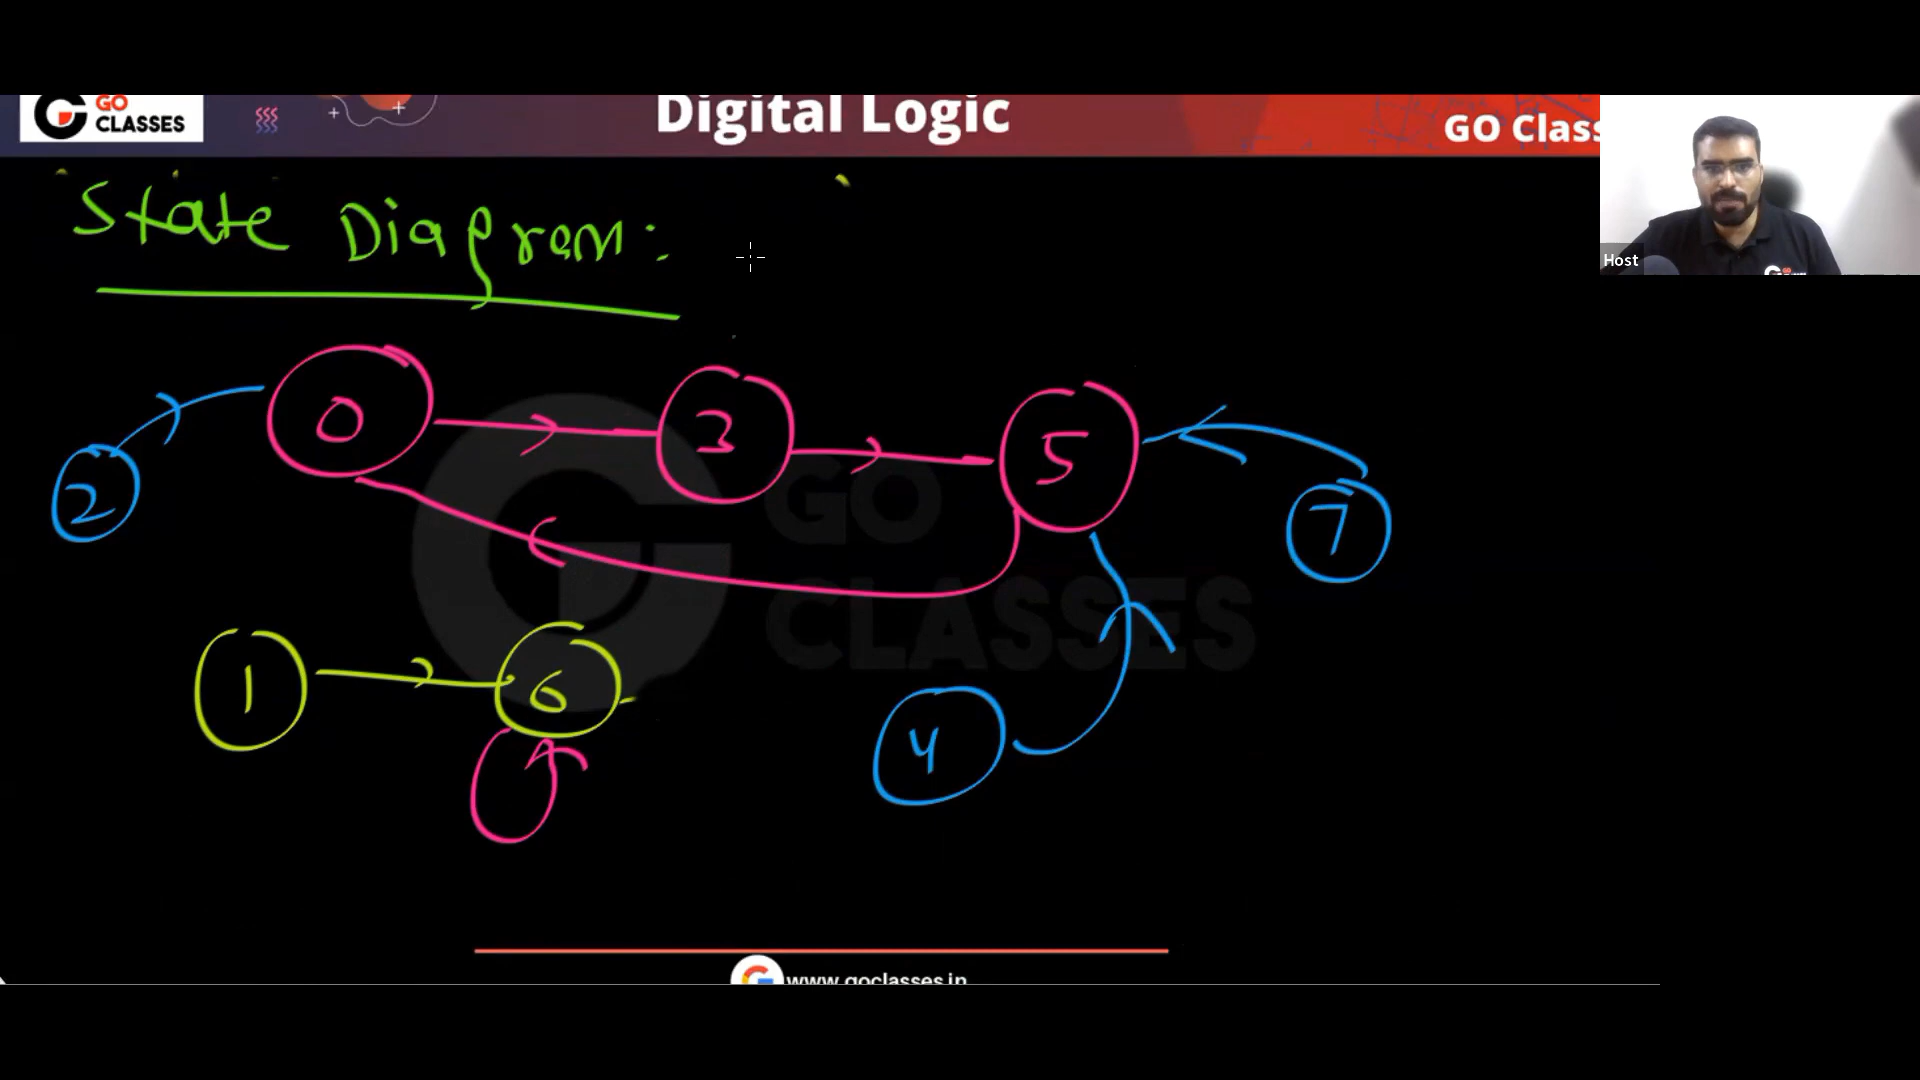 GO
CLASSES
Digital Logic
GO Class
Host
State Diagram:
0
3
5
2
7
GO
CLASSES
1
6
4
www.goclasses.in